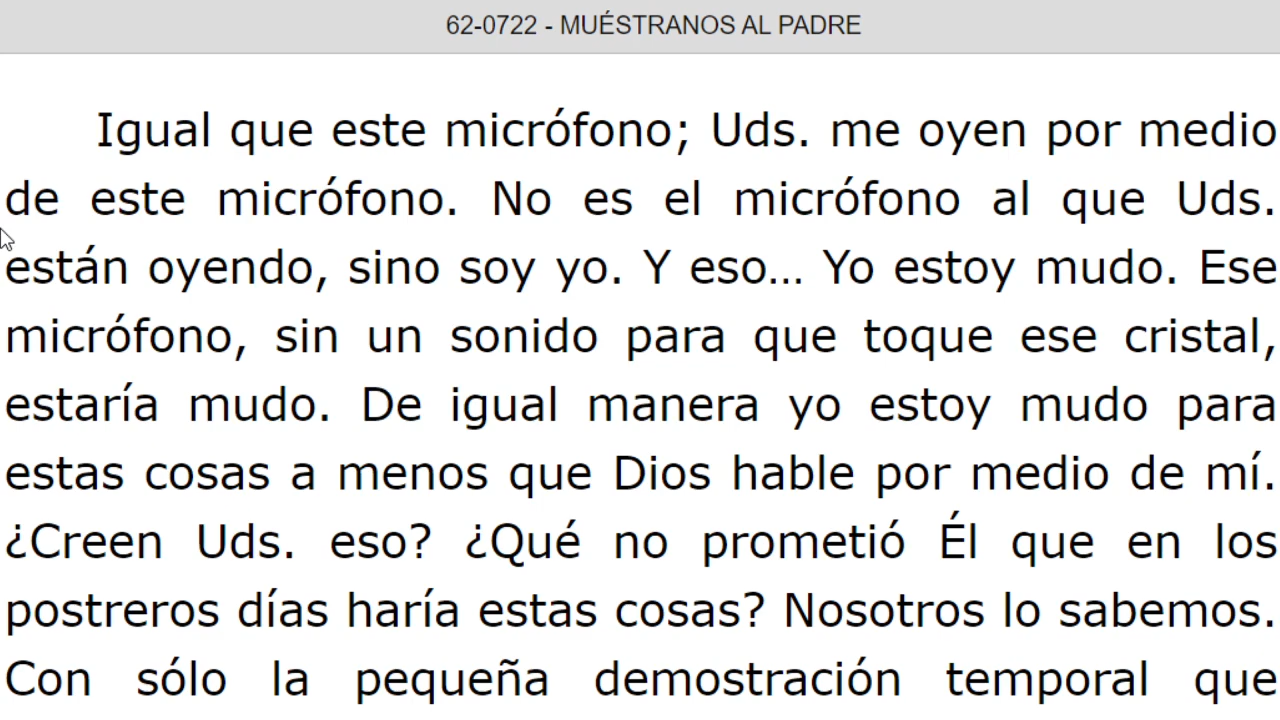 62-0722 - MUÉSTRANOS AL PADRE
Igual que este micrófono; Uds. me oyen por medio
de este micrófono. No es el micrófono al que Uds.
están oyendo, sino soy yo. Y eso... Yo estoy mudo. Ese
micrófono, sin un sonido para que toque ese cristal,
estaría mudo. De igual manera yo estoy mudo para
estas cosas a menos que Dios hable por medio de mí.
¿Creen Uds. eso? ¿Qué no prometió Él que en los
postreros días haría estas cosas? Nosotros lo sabemos.
Con sólo la pequeña demostración temporal que